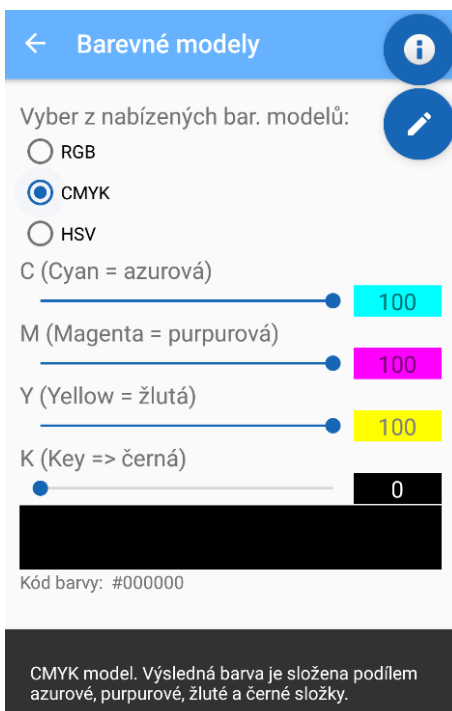 Barevné modely
Vyber z nabízených bar. modelů:
RGB
CMYK
HSV
C (Cyan = azurová)
100
M (Magenta = purpurová)
100
Y (Yellow = žlutá)
100
K (Key => černá)
0
Kód barvy: #000000
CMYK model. Výsledná barva je složena podílem
azurové, purpurové, žluté a černé složky.